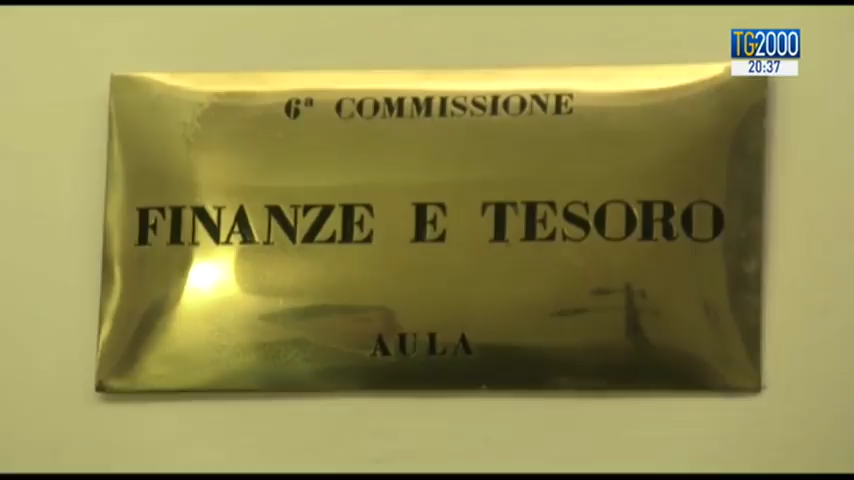 TG2000
20:37
6ª COMMISSIONE
FINANZE E TESORO
AULA